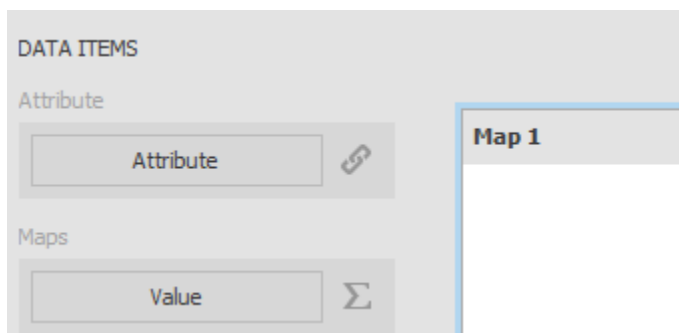 DATA ITEMS
Attribute
Attribute
Maps
Value
Map 1